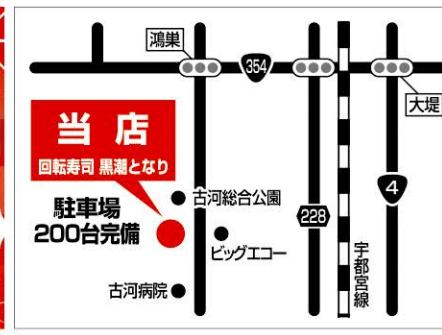 鴻巣
354
大堤
当店
回転寿司 黒潮となり
駐車場
200台完備
古河総合公園
228
4
ビッグエコー
宇都宮線
古河病院